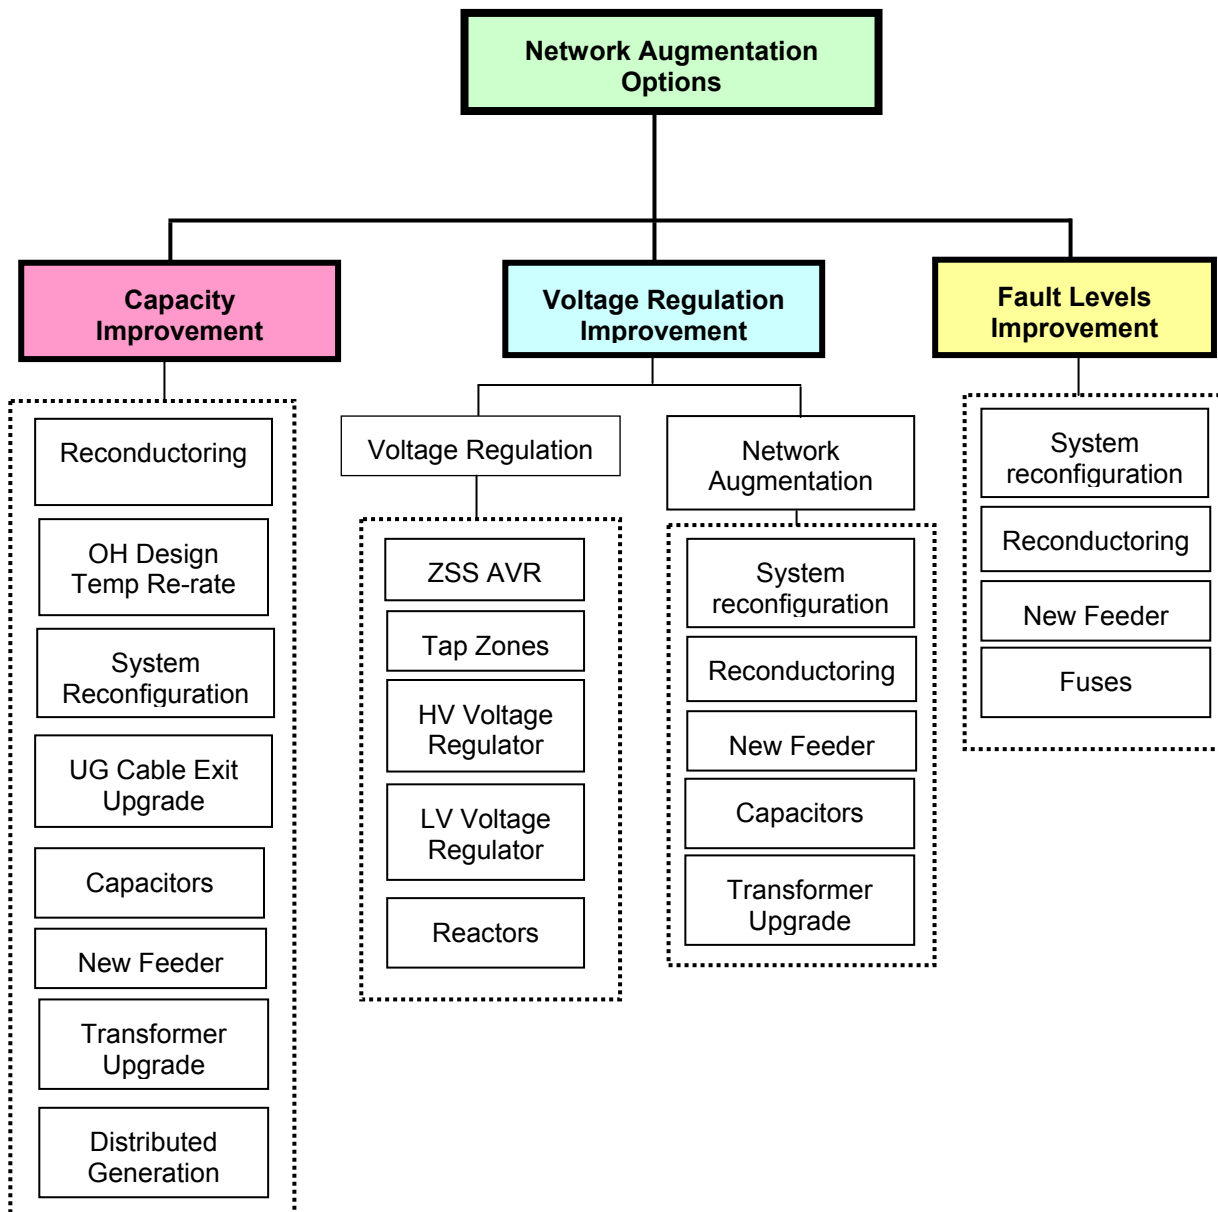 Network Augmentation
Options
Capacity
Improvement
Voltage Regulation
Improvement
Fault Levels
Improvement
Reconductoring
OH Design
Temp Re-rate
System
Reconfiguration
UG Cable Exit
Upgrade
Capacitors
New Feeder
Transformer
Upgrade
Distributed
Generation
Voltage Regulation
ZSS AVR
Tap Zones
HV Voltage
Regulator
LV Voltage
Regulator
Reactors
Network
Augmentation
System
reconfiguration
Reconductoring
New Feeder
Capacitors
Transformer
Upgrade
System
reconfiguration
Reconductoring
New Feeder
Fuses